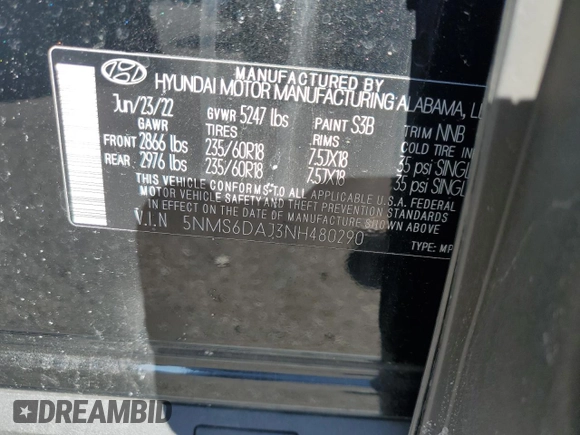 MANUFACTURED BY
HYUNDAI MOTOR MANUFACTURING ALABAMA,
Jun/23/22 GVWR 5247 lbs PAINT S3B TRIM NNB
GAWR TIRES RIMS COLD TIRE
FRONT 2866 lbs 235/60R18 7.5JX18 35 psi SINGL
REAR 2976 lbs 235/60R18 7.5JX18 35 psi SINGL
THIS VEHICLE CONFORMS TO ALL APPLICABLE U.S.A. FEDERAL
MOTOR VEHICLE SAFETY AND THEFT PREVENTION STANDARDS
IN EFFECT ON THE DATE OF MANUFACTURE SHOWN ABOVE
V.I.N 5NMS6DAJ3NH480290
TYPE: MP
DREAMBID